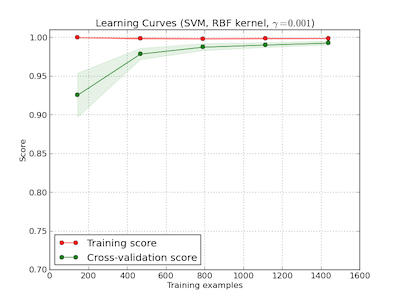 Learning Curves (SVM, RBF kernel, γ=0.001)
1.00
0.95
0.90
0.85
0.80
0.75
0.70
Score
0 200 400 600 800 1000 1200 1400 1600
Training examples
Training score
Cross-validation score